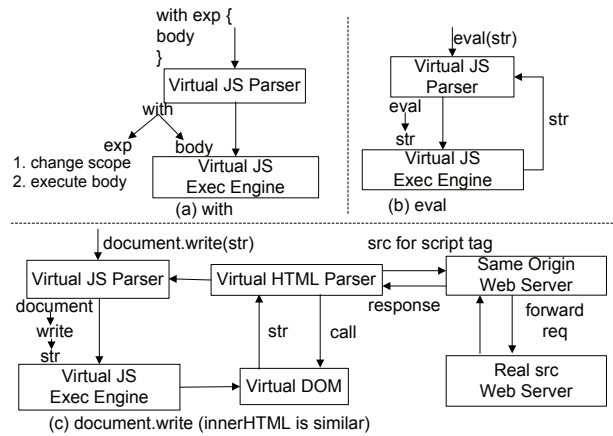 with exp {
body
}
Virtual JS Parser
with
exp
body
1. change scope
2. execute body
Virtual JS
Exec Engine
(a) with
eval(str)
Virtual JS
Parser
eval
str
str
Virtual JS
Exec Engine
(b) eval
document.write(str)
src for script tag
Virtual JS Parser
Virtual HTML Parser
Same Origin
Web Server
response
document
write
str
str
call
forward
req
Virtual JS
Exec Engine
Virtual DOM
Real src
Web Server
(c) document.write (innerHTML is similar)